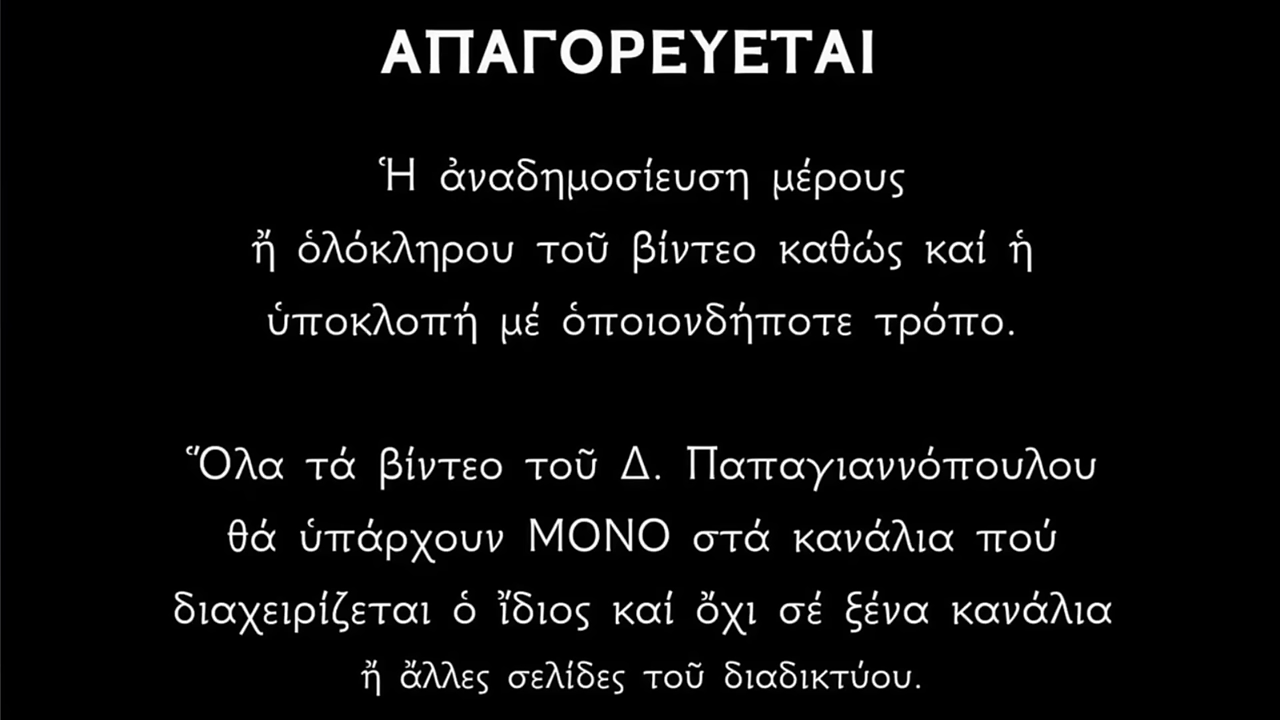 ΑΠΑΓΟΡΕΥΕΤΑΙ
Ἡ ἀναδημοσίευση μέρους
ἤ ὁλόκληρου τοῦ βίντεο καθώς καί ἡ
ὑποκλοπή μέ ὁποιονδήποτε τρόπο.
Ὅλα τά βίντεο τοῦ Δ. Παπαγιαννόπουλου
θά ὑπάρχουν ΜΟΝΟ στά κανάλια πού
διαχειρίζεται ὁ ἴδιος καί ὄχι σέ ξένα κανάλια
ἤ ἄλλες σελίδες τοῦ διαδικτύου.